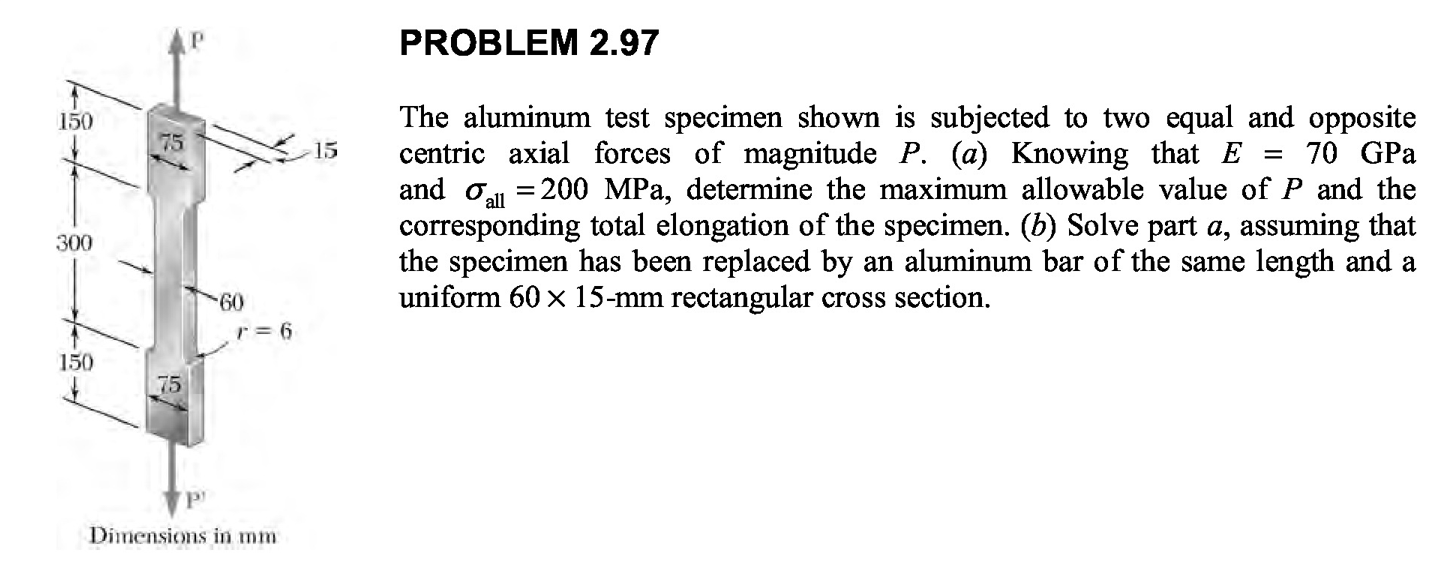 P
PROBLEM 2.97
The aluminum test specimen shown is subjected to two equal and opposite
centric axial forces of magnitude P. (a) Knowing that E = 70 GPa
and σall = 200 MPa, determine the maximum allowable value of P and the
corresponding total elongation of the specimen. (b) Solve part a, assuming that
the specimen has been replaced by an aluminum bar of the same length and a
uniform 60 × 15-mm rectangular cross section.
150
75
15
300
60
r = 6
150
75
P'
Dimensions in mm